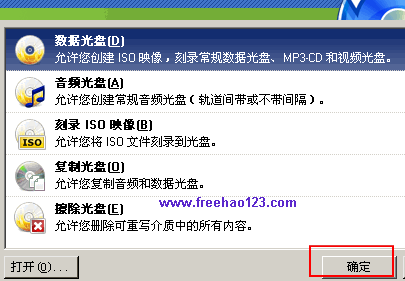 数据光盘(D)
允许您创建 ISO 映像，刻录常规数据光盘、MP3-CD 和视频光盘。
音频光盘(A)
允许您创建常规音频光盘（轨道间带或不带间隔）。
刻录 ISO 映像(B)
允许您将 ISO 文件刻录到光盘。
ISO
复制光盘(O)
允许您复制音频和数据光盘。
www.freehao123.com
擦除光盘(E)
允许您删除可重写介质中的所有内容。
打开(O)...
确定